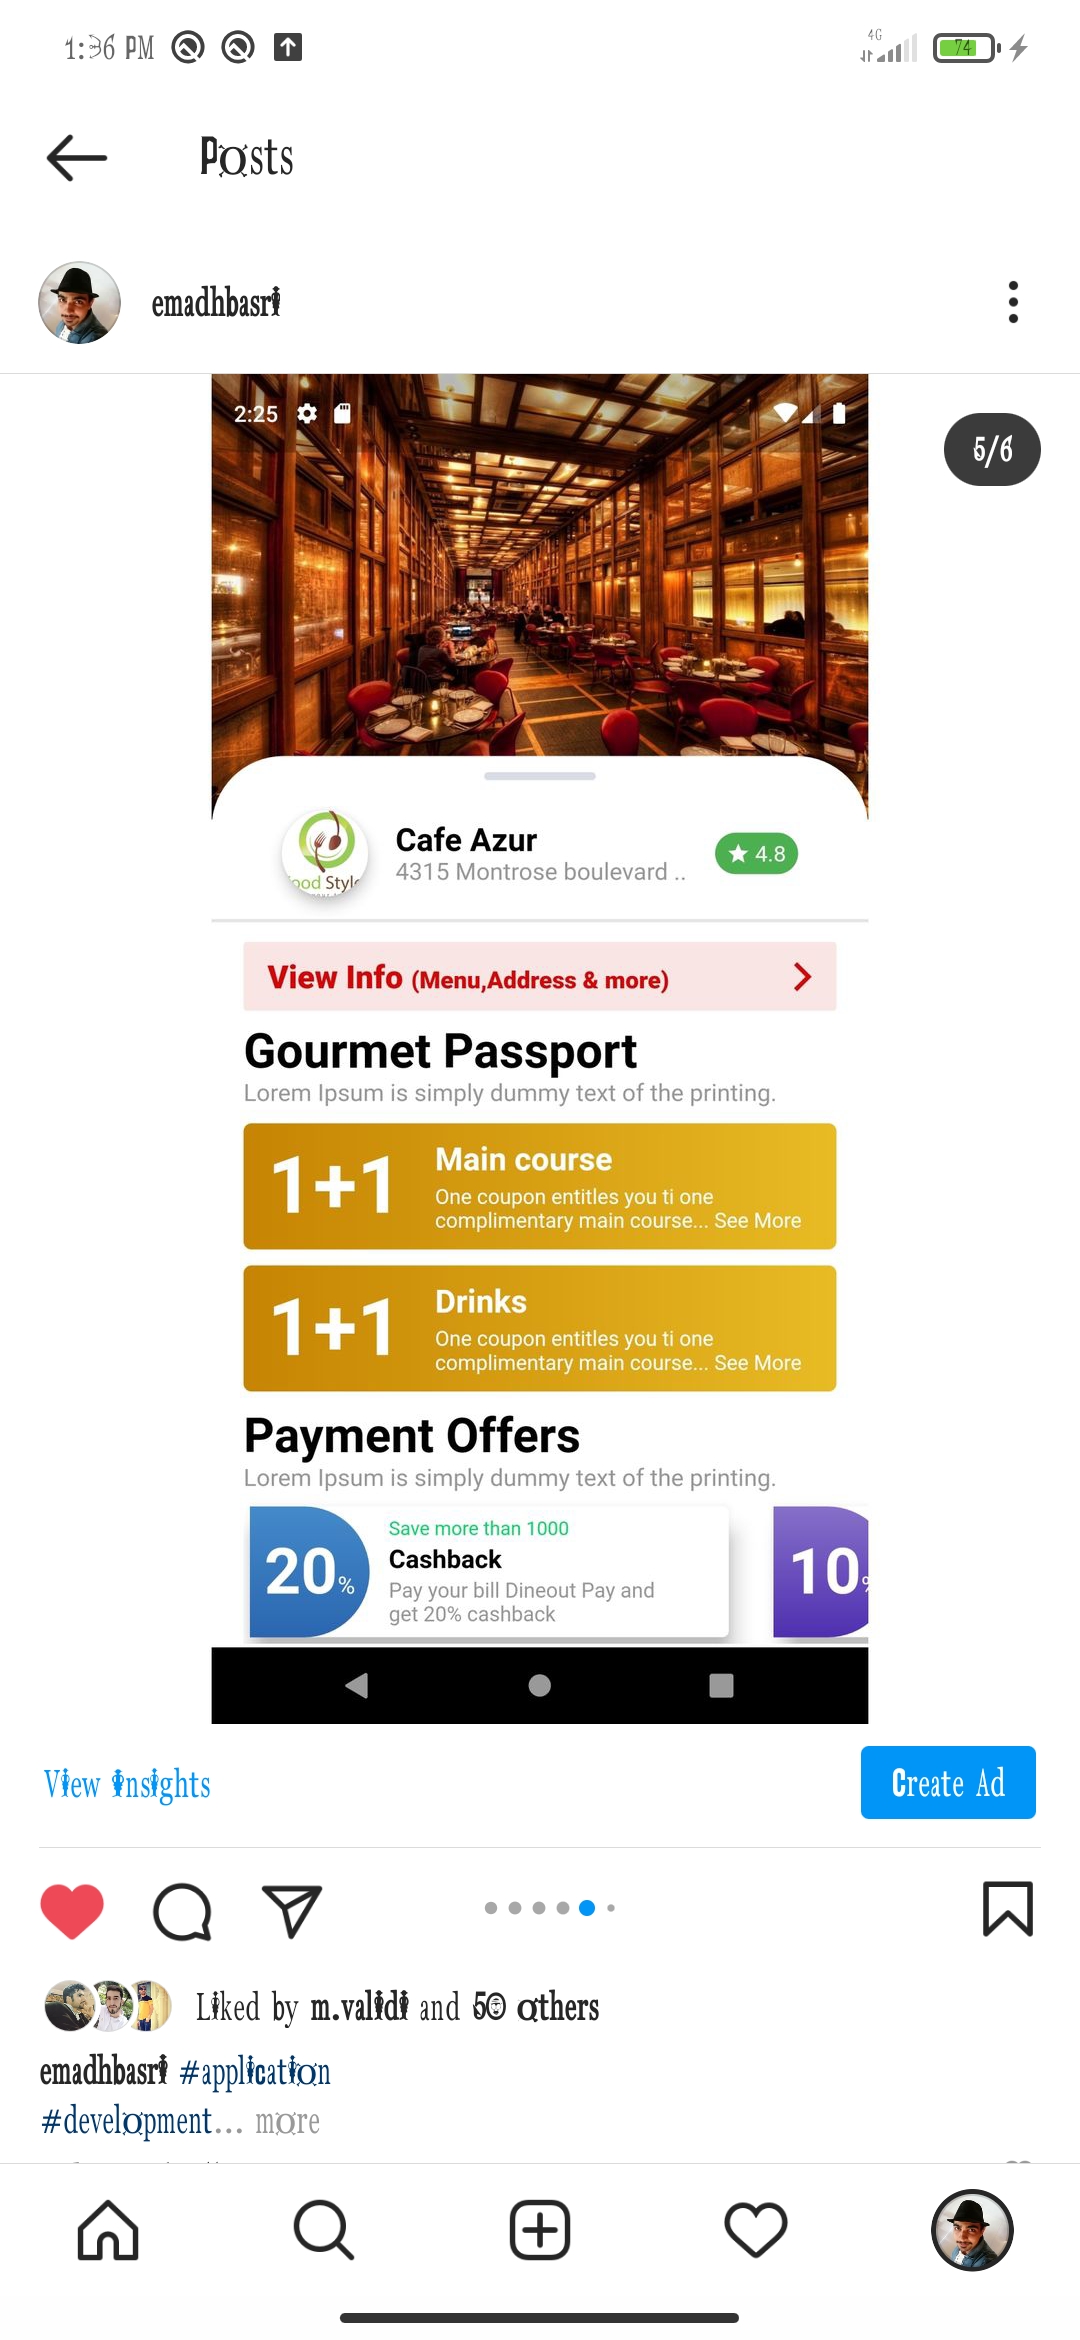 1:36 PM
4G
74
Posts
emadhbasri
2:25
5/6
Cafe Azur
4315 Montrose boulevard ..
4.8
ood Style
View Info (Menu,Address & more)
Gourmet Passport
Lorem Ipsum is simply dummy text of the printing.
1+1
Main course
One coupon entitles you ti one
complimentary main course... See More
1+1
Drinks
One coupon entitles you ti one
complimentary main course... See More
Payment Offers
Lorem Ipsum is simply dummy text of the printing.
20%
Save more than 1000
Cashback
Pay your bill Dineout Pay and
get 20% cashback
10%
View Insights
Create Ad
Liked by m.validi and 50 others
emadhbasri #application
#development... more